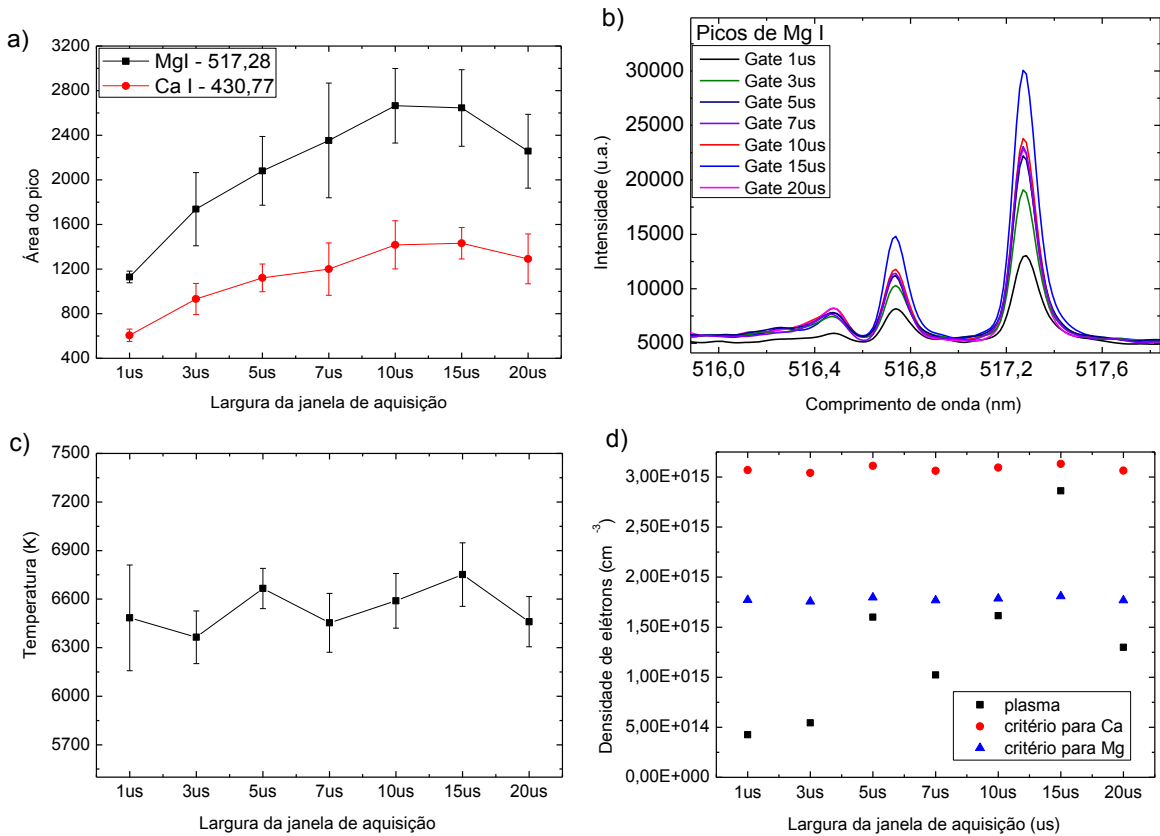 a)
3200
2800
2400
2000
1600
1200
800
400
MgI - 517,28
Ca I - 430,77
Área do pico
1us 3us 5us 7us 10us 15us 20us
Largura da janela de aquisição
b)
Picos de Mg I
Gate 1us
Gate 3us
Gate 5us
Gate 7us
Gate 10us
Gate 15us
Gate 20us
30000
25000
20000
15000
10000
5000
Intensidade (u.a.)
516,0 516,4 516,8 517,2 517,6
Comprimento de onda (nm)
c)
7500
7200
6900
6600
6300
6000
5700
Temperatura (K)
1us 3us 5us 7us 10us 15us 20us
Largura da janela de aquisição
d)
3,00E+015
2,50E+015
2,00E+015
1,50E+015
1,00E+015
5,00E+014
0,00E+000
Densidade de elétrons (cm -3)
plasma
critério para Ca
critério para Mg
1us 3us 5us 7us 10us 15us 20us
Largura da janela de aquisição (us)